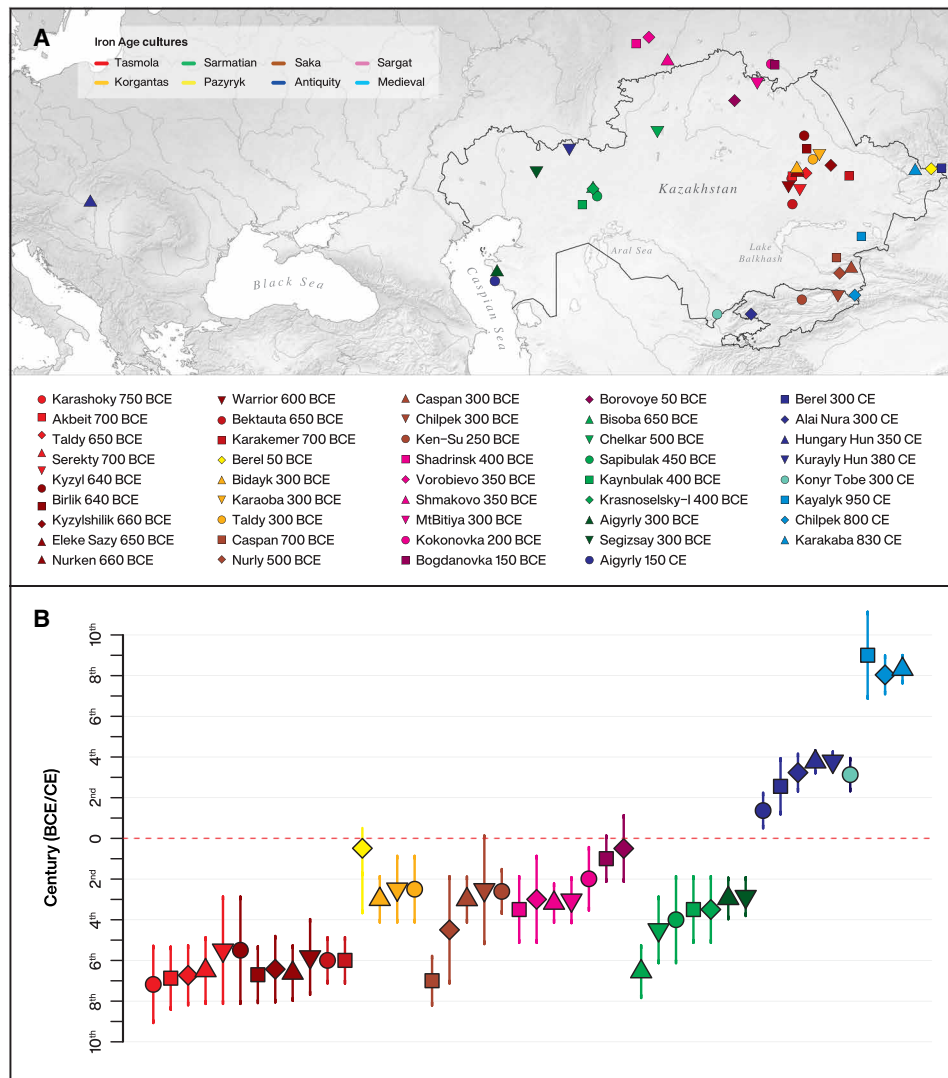 A
Iron Age cultures
Tasmola Sarmatian Saka Sargat
Korgantas Pazyryk Antiquity Medieval
Kazakhstan
Aral Sea
Lake
Balkhash
Black Sea
Caspian Sea
Karashoky 750 BCE
Akbeit 700 BCE
Taldy 650 BCE
Serekty 700 BCE
Kyzyl 640 BCE
Birlik 640 BCE
Kyzylshilik 660 BCE
Eleke Sazy 650 BCE
Nurken 660 BCE
Warrior 600 BCE
Bektauta 650 BCE
Karakemer 700 BCE
Berel 50 BCE
Bidayk 300 BCE
Karaoba 300 BCE
Taldy 300 BCE
Caspan 700 BCE
Nurly 500 BCE
Caspan 300 BCE
Chilpek 300 BCE
Ken-Su 250 BCE
Shadrinsk 400 BCE
Vorobievo 350 BCE
Shmakovo 350 BCE
MtBitiya 300 BCE
Kokonovka 200 BCE
Bogdanovka 150 BCE
Borovoye 50 BCE
Bisoba 650 BCE
Chelkar 500 BCE
Sapibulak 450 BCE
Kaynbulak 400 BCE
Krasnoselsky-I 400 BCE
Aigyrly 300 BCE
Segizsay 300 BCE
Aigyrly 150 CE
Berel 300 CE
Alai Nura 300 CE
Hungary Hun 350 CE
Kurayly Hun 380 CE
Konyr Tobe 300 CE
Kayalyk 950 CE
Chilpek 800 CE
Karakaba 830 CE
B
Century (BCE/CE)
10th
8th
6th
4th
2nd
0
2nd
4th
6th
8th
10th